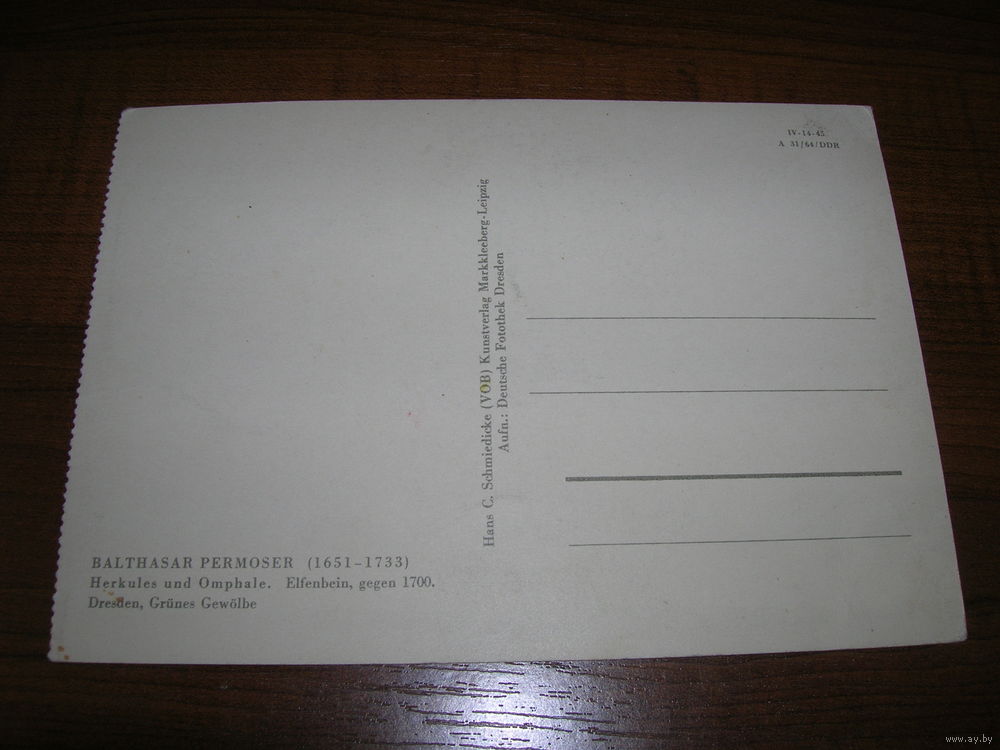 IV-14-45
A 31/64/DDR
Hans C. Schmiedicke (VOB) Kunstverlag Markkleeberg-Leipzig
Aufn.: Deutsche Fotothek Dresden
BALTHASAR PERMOSER (1651-1733)
Herkules und Omphale. Elfenbein, gegen 1700.
Dresden, Grünes Gewölbe
www.ay.by